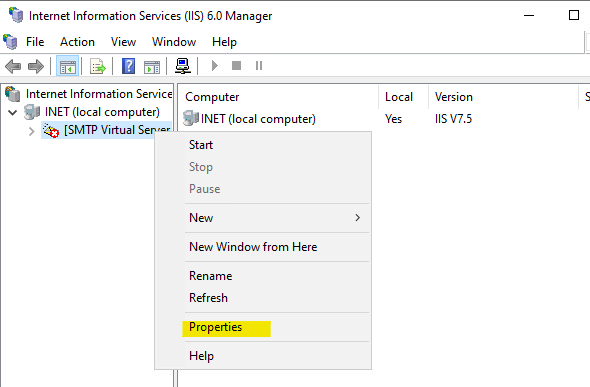 Internet Information Services (IIS) 6.0 Manager
File Action View Window Help
Internet Information Service
INET (local computer)
[SMTP Virtual Server
Computer Local Version S
INET (local computer) Yes IIS V7.5
Start
Stop
Pause
New
New Window from Here
Rename
Refresh
Properties
Help